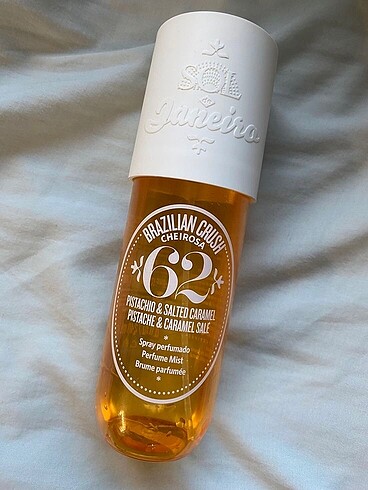 SOL
de
Janeiro
BRAZILIAN CRUSH
CHEIROSA
62
PISTACHIO & SALTED CARAMEL
PISTACHE & CARAMEL SALÉ
Spray perfumado
Perfume Mist
Brume parfumée